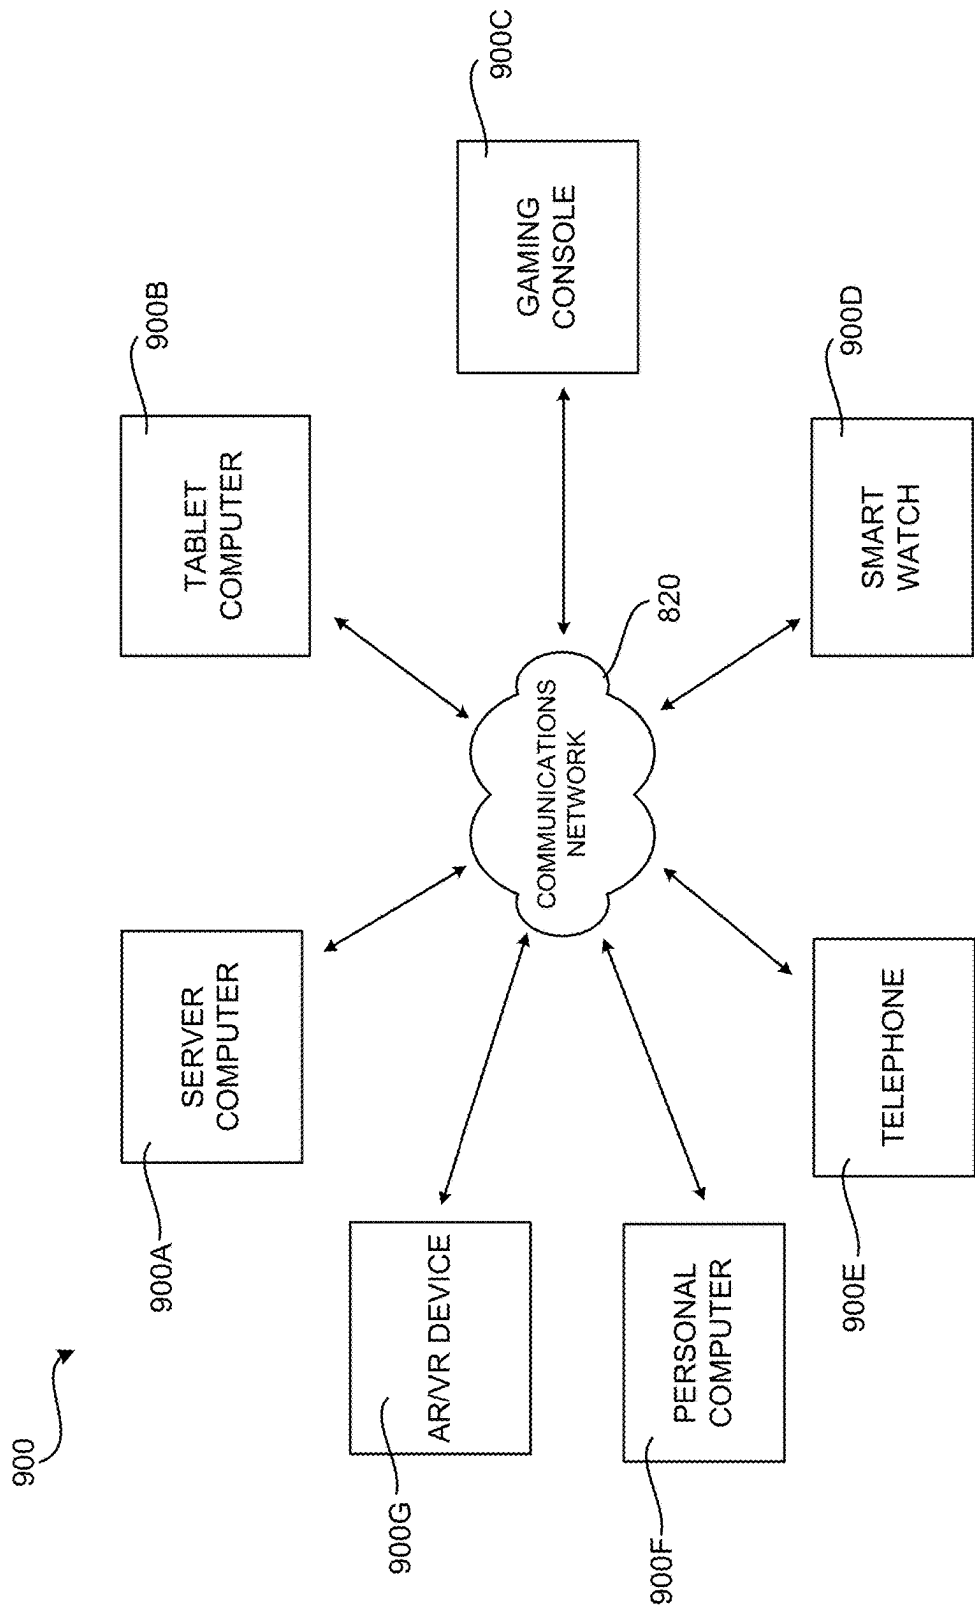 900
900A
SERVER
COMPUTER
900B
TABLET
COMPUTER
900G
AR/VR DEVICE
COMMUNICATIONS
NETWORK
820
GAMING
CONSOLE
900C
900F
PERSONAL
COMPUTER
900E
TELEPHONE
SMART
WATCH
900D